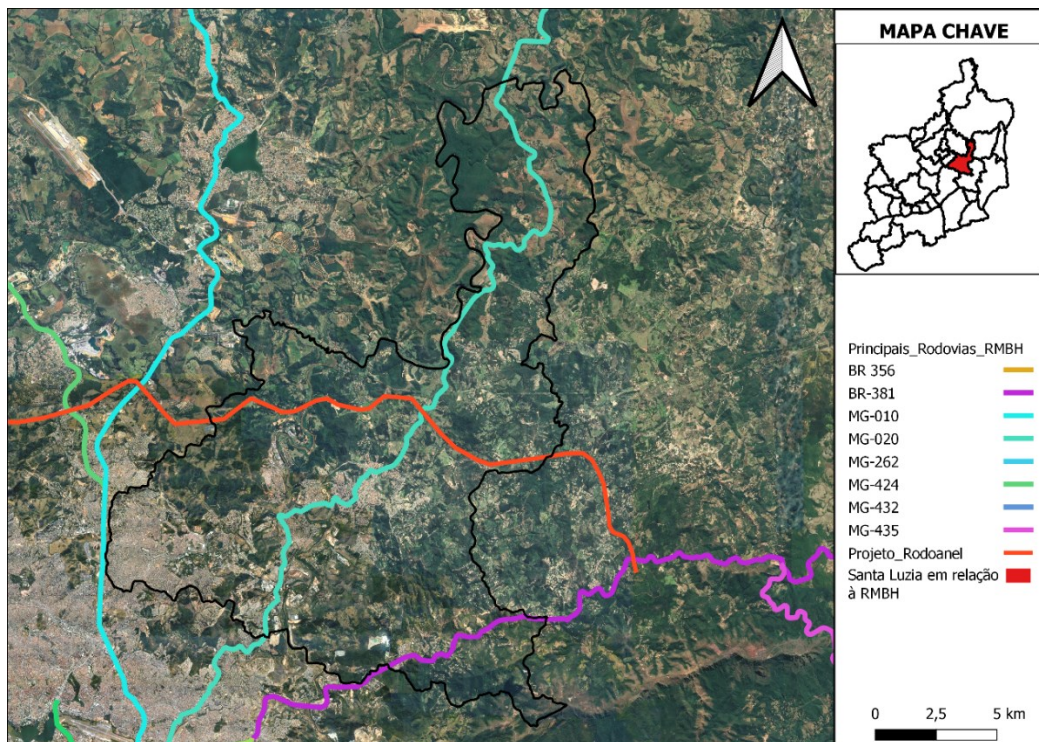 MAPA CHAVE
Principais_Rodovias_RMBH
BR 356
BR-381
MG-010
MG-020
MG-262
MG-424
MG-432
MG-435
Projeto_Rodoanel
Santa Luzia em relação
à RMBH
0 2,5 5 km